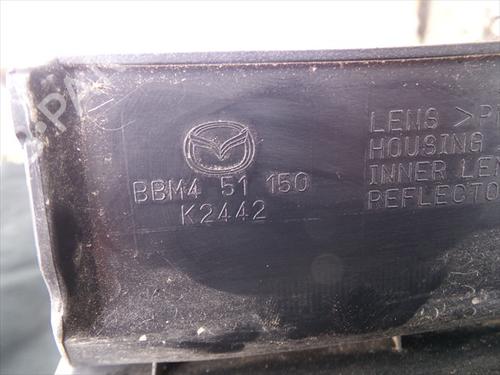 BBM4 51 150
K2442
LENS >P
HOUSING
INNER LEN
REFLECTO